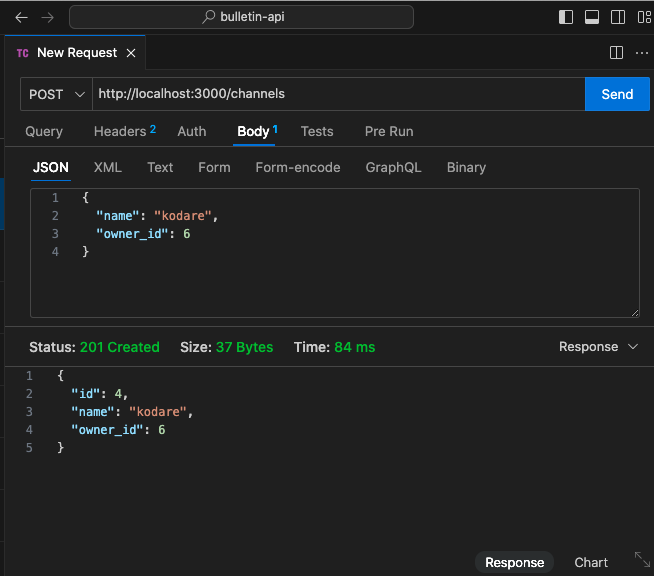 bulletin-api
TC New Request
POST http://localhost:3000/channels Send
Query Headers 2 Auth Body 1 Tests Pre Run
JSON XML Text Form Form-encode GraphQL Binary
1 {
2 "name": "kodare",
3 "owner_id": 6
4 }
Status: 201 Created Size: 37 Bytes Time: 84 ms Response
1 {
2 "id": 4,
3 "name": "kodare",
4 "owner_id": 6
5 }
Response Chart